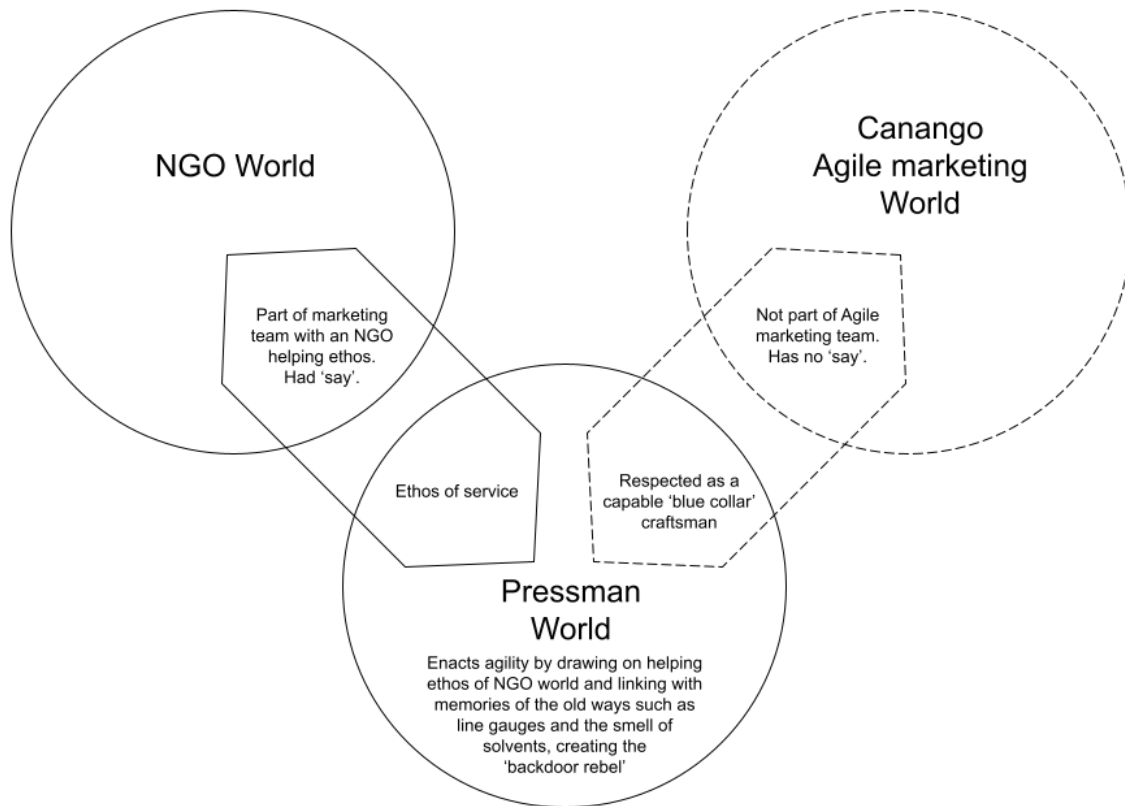 NGO World
Canango
Agile marketing
World
Part of marketing
team with an NGO
helping ethos.
Had ‘say’.
Not part of Agile
marketing team.
Has no ‘say’.
Ethos of service
Respected as a
capable ‘blue collar’
craftsman
Pressman
World
Enacts agility by drawing on helping
ethos of NGO world and linking with
memories of the old ways such as
line gauges and the smell of
solvents, creating the
‘backdoor rebel’